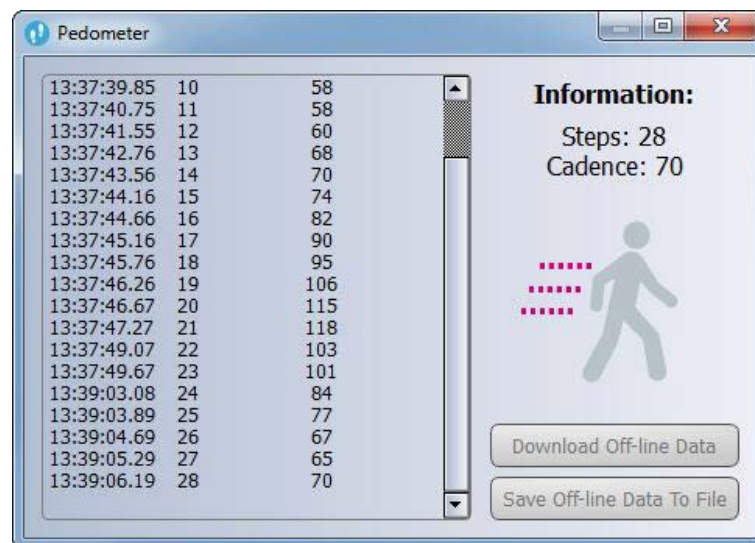 Pedometer
13:37:39.85 10 58
13:37:40.75 11 58
13:37:41.55 12 60
13:37:42.76 13 68
13:37:43.56 14 70
13:37:44.16 15 74
13:37:44.66 16 82
13:37:45.16 17 90
13:37:45.76 18 95
13:37:46.26 19 106
13:37:46.67 20 115
13:37:47.27 21 118
13:37:49.07 22 103
13:37:49.67 23 101
13:39:03.08 24 84
13:39:03.89 25 77
13:39:04.69 26 67
13:39:05.29 27 65
13:39:06.19 28 70
Information:
Steps: 28
Cadence: 70
Download Off-line Data
Save Off-line Data To File